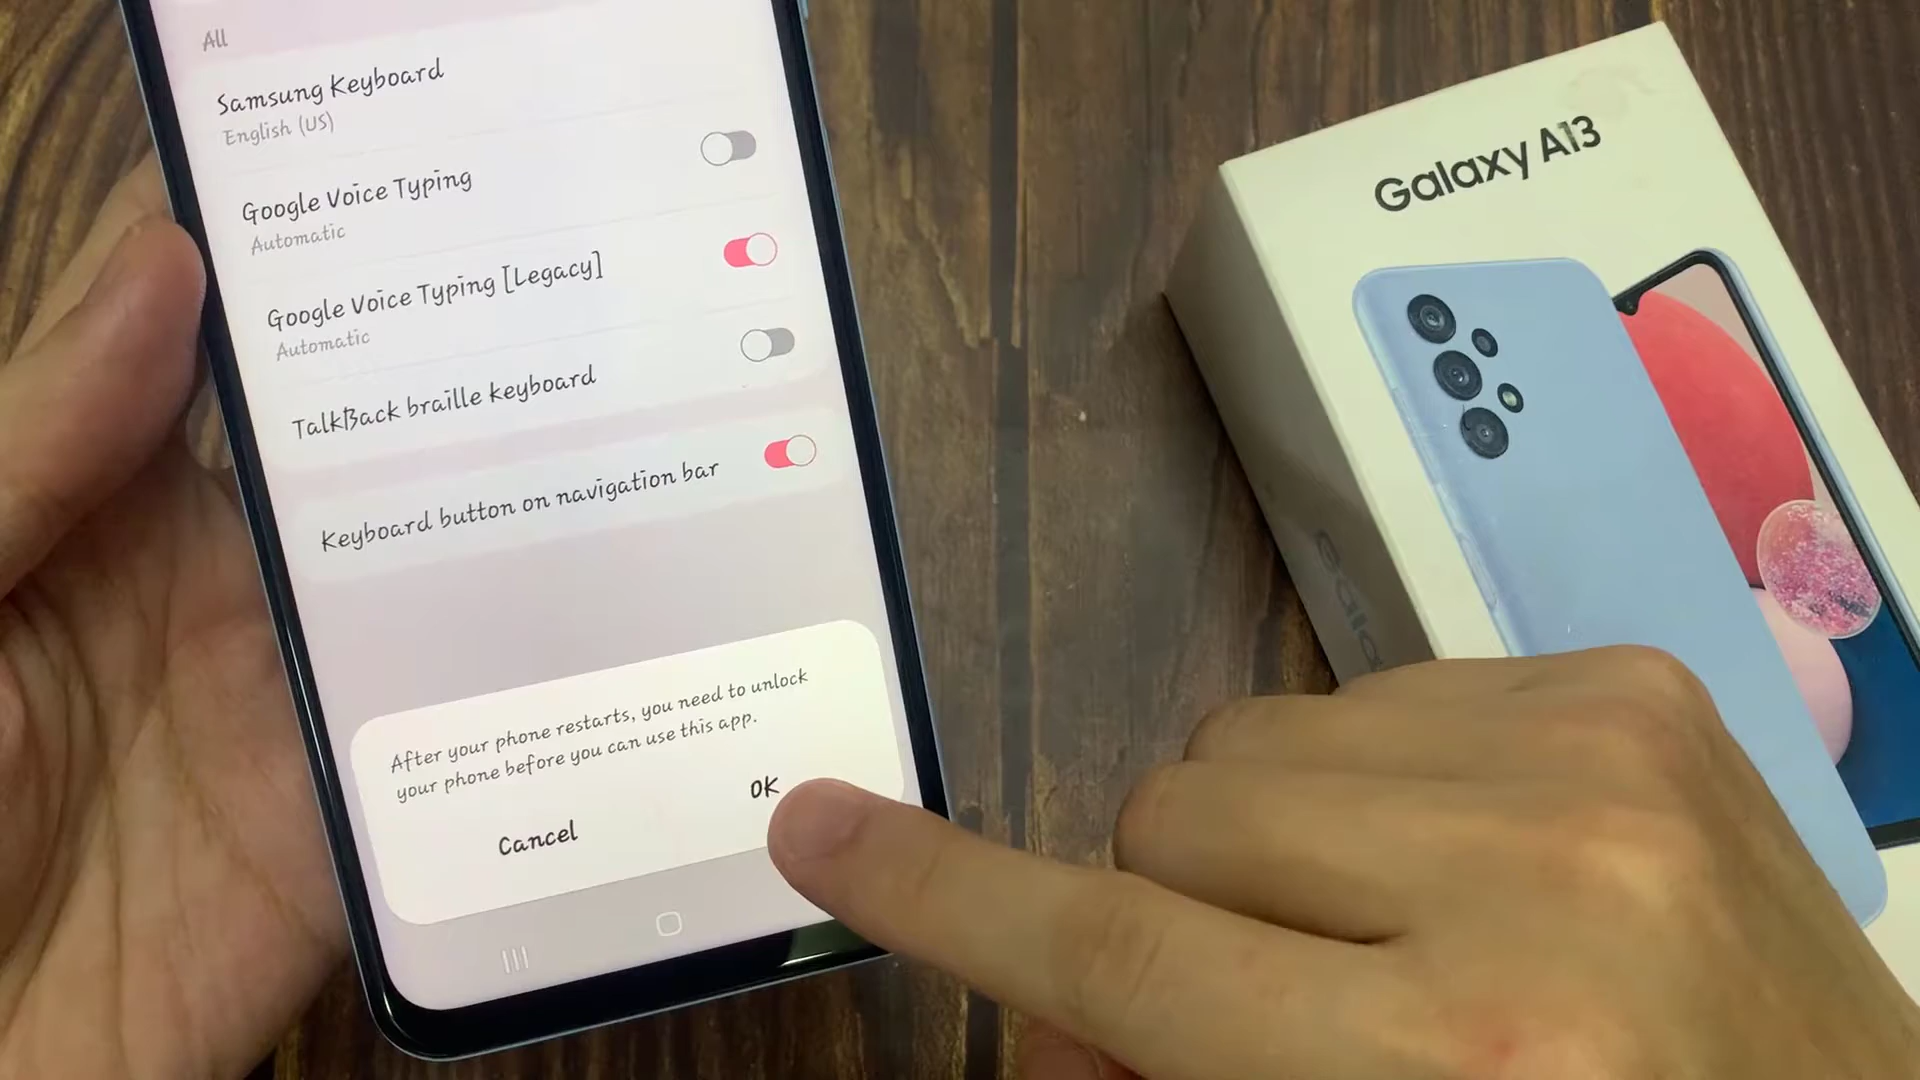 All
Samsung Keyboard
English (US)
Google Voice Typing
Automatic
Google Voice Typing [Legacy]
Automatic
TalkBack braille keyboard
Keyboard button on navigation bar
After your phone restarts, you need to unlock
your phone before you can use this app.
Cancel
OK
Galaxy A13